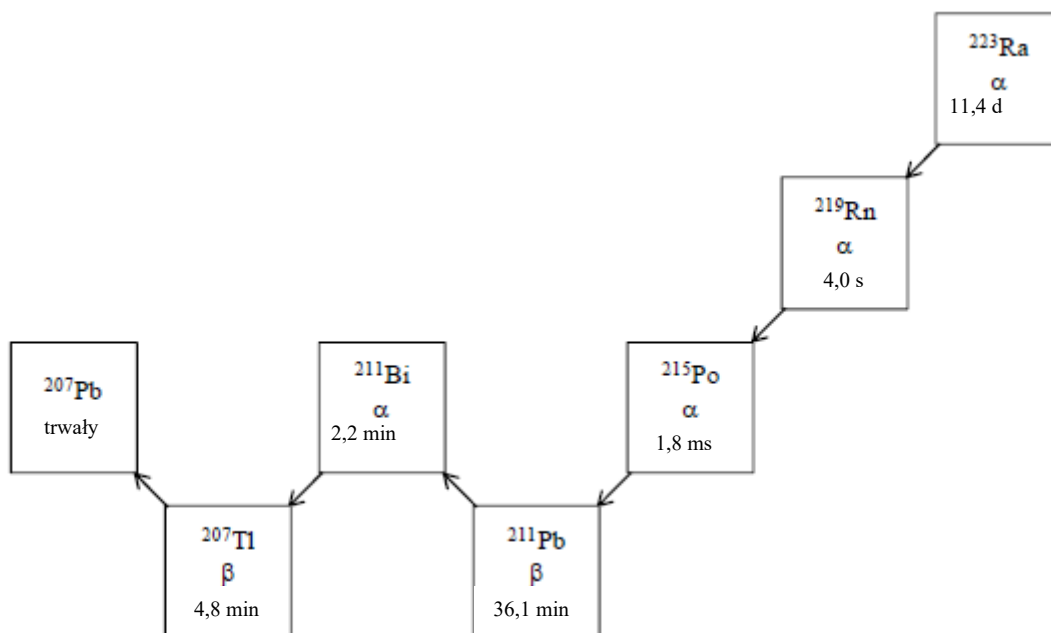 ²²³Ra
α
11,4 d
²¹⁹Rn
α
4,0 s
²¹⁵Po
α
1,8 ms
²¹¹Pb
β
36,1 min
²¹¹Bi
α
2,2 min
²⁰⁷Tl
β
4,8 min
²⁰⁷Pb
trwały